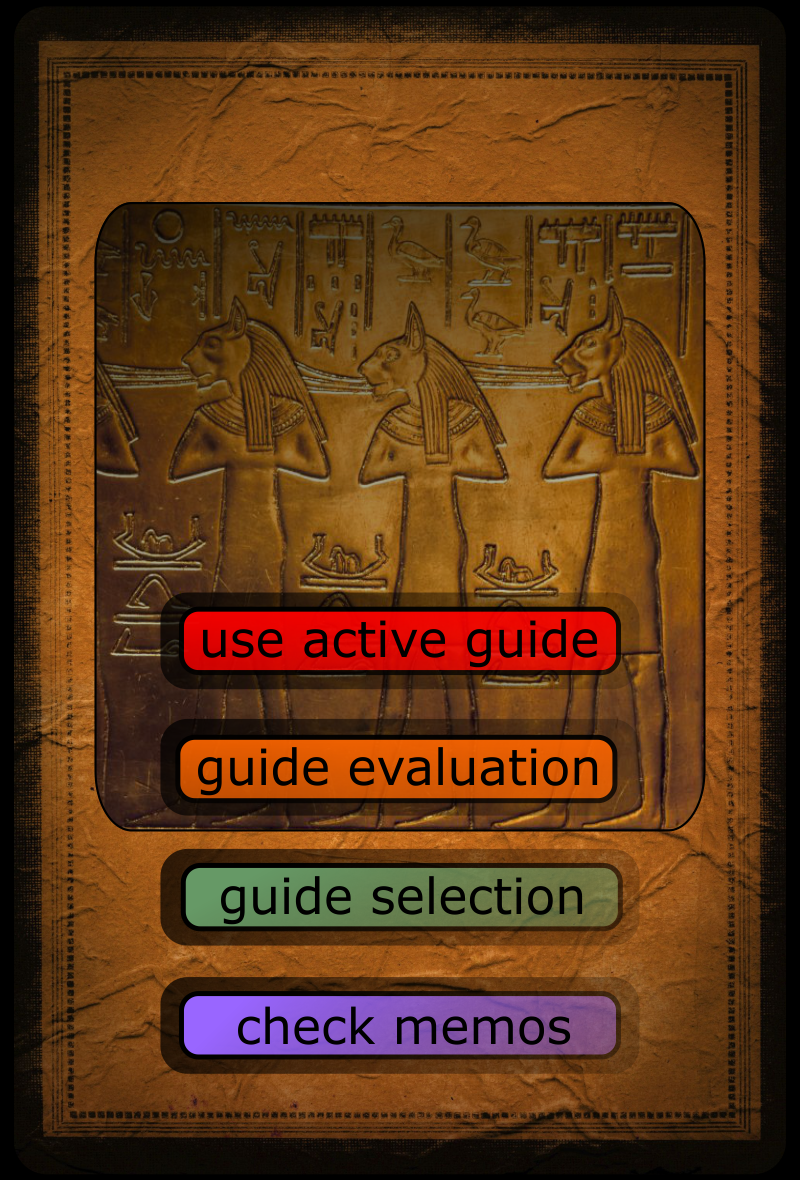 use active guide
guide evaluation
guide selection
check memos